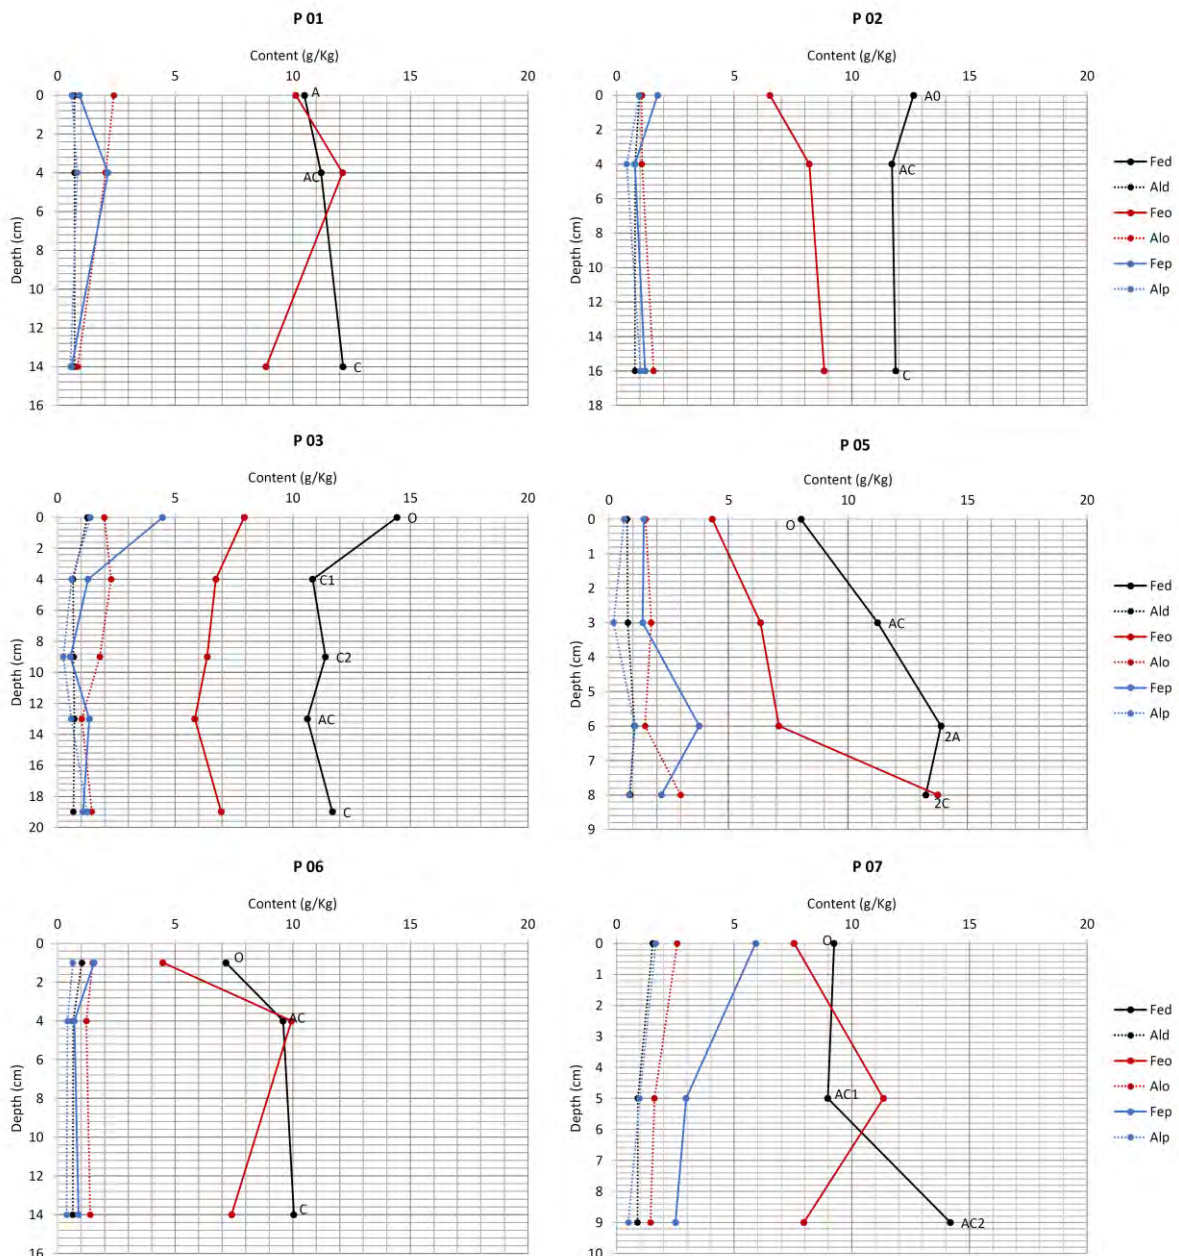 P 01
Content (g/Kg)
0 5 10 15 20
0
2
4
6
8
10
12
14
16
Depth (cm)
A
AC
C
P 02
Content (g/Kg)
0 5 10 15 20
0
2
4
6
8
10
12
14
16
18
Depth (cm)
A0
AC
C
Fed
Ald
Feo
Alo
Fep
Alp
P 03
Content (g/Kg)
0 5 10 15 20
0
2
4
6
8
10
12
14
16
18
20
Depth (cm)
O
C1
C2
AC
C
P 05
Content (g/Kg)
0 5 10 15 20
0
1
2
3
4
5
6
7
8
9
Depth (cm)
O
AC
2A
2C
Fed
Ald
Feo
Alo
Fep
Alp
P 06
Content (g/Kg)
0 5 10 15 20
0
2
4
6
8
10
12
14
16
Depth (cm)
O
AC
C
P 07
Content (g/Kg)
0 5 10 15 20
0
1
2
3
4
5
6
7
8
9
10
Depth (cm)
O
AC1
AC2
Fed
Ald
Feo
Alo
Fep
Alp